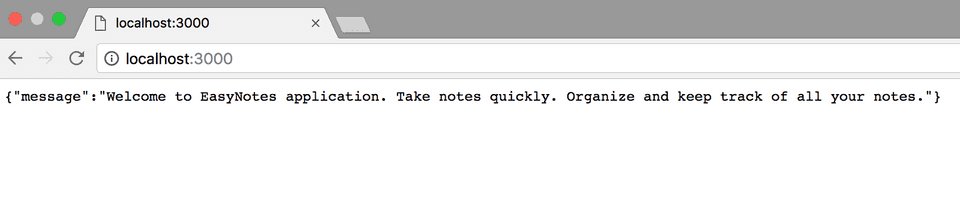 localhost:3000
localhost:3000
{"message":"Welcome to EasyNotes application. Take notes quickly. Organize and keep track of all your notes."}